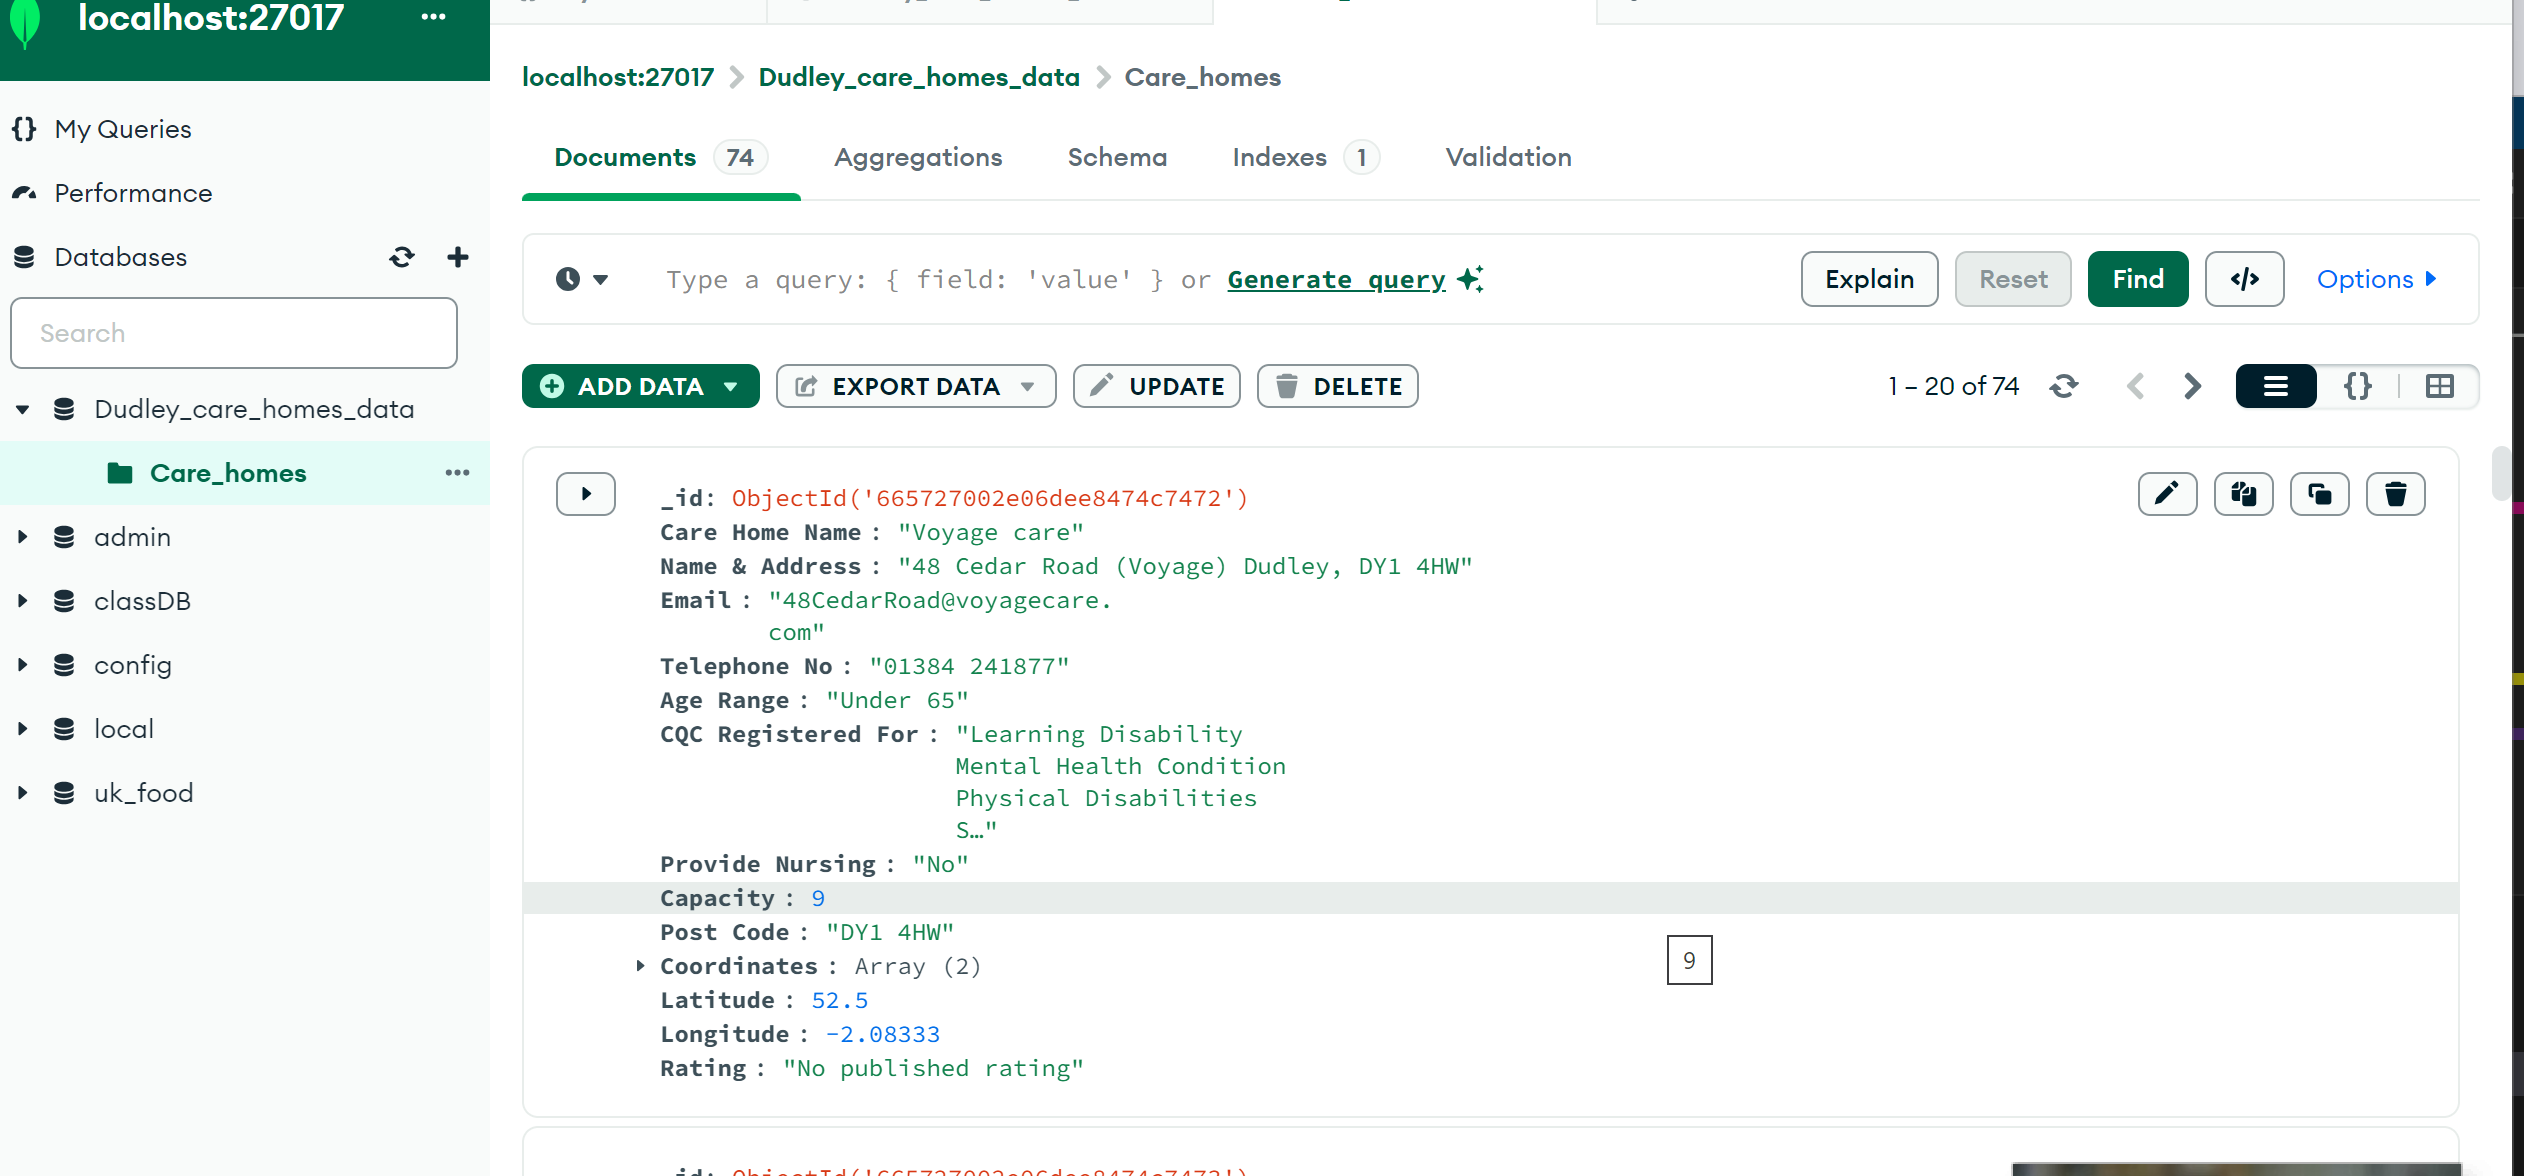 localhost:27017
My Queries
Performance
Databases
Search
Dudley_care_homes_data
Care_homes
admin
classDB
config
local
uk_food
localhost:27017 > Dudley_care_homes_data > Care_homes
Documents 74 Aggregations Schema Indexes 1 Validation
Type a query: { field: 'value' } or Generate query
Explain Reset Find </> Options
ADD DATA EXPORT DATA UPDATE DELETE
1 – 20 of 74
{}
_id: ObjectId('665727002e06dee8474c7472')
Care Home Name : "Voyage care"
Name & Address : "48 Cedar Road (Voyage) Dudley, DY1 4HW"
Email : "48CedarRoad@voyagecare.
com"
Telephone No : "01384 241877"
Age Range : "Under 65"
CQC Registered For : "Learning Disability
Mental Health Condition
Physical Disabilities
S…"
Provide Nursing : "No"
Capacity : 9
Post Code : "DY1 4HW"
9
Coordinates : Array (2)
Latitude : 52.5
Longitude : -2.08333
Rating : "No published rating"
_id: ObjectId('665727002e06dee8474c7473')